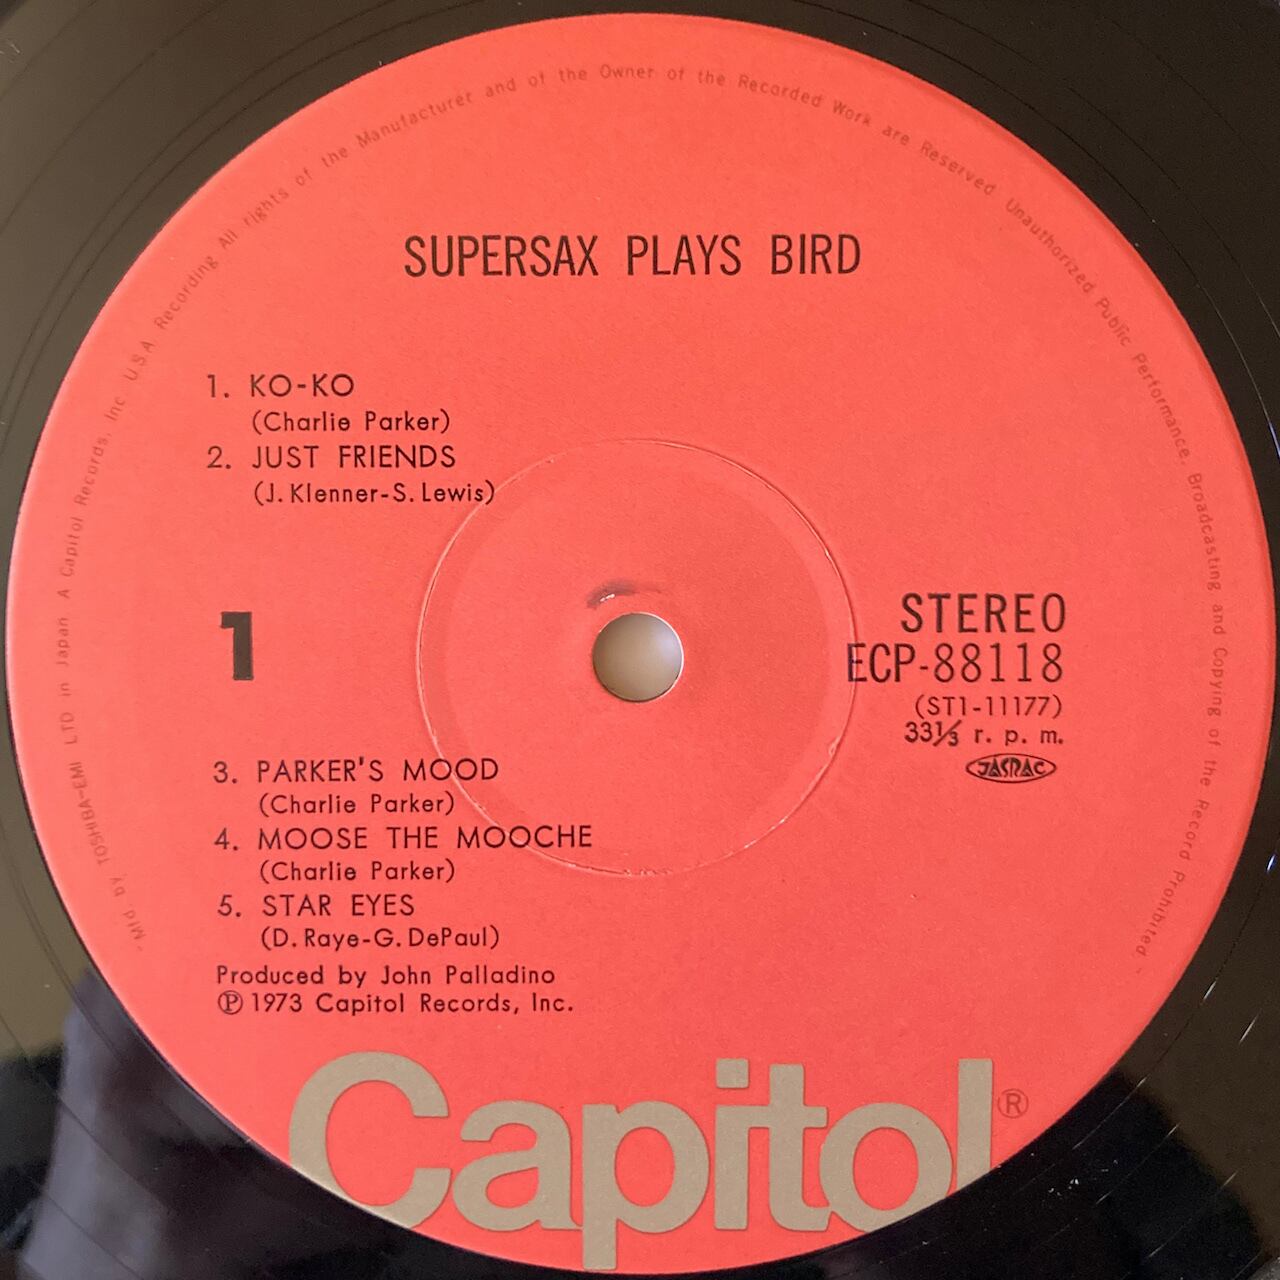 "Mfd. by TOSHIBA-EMI LTD in Japan A Capitol Records, Inc. U.S.A. Recording All rights of the Manufacturer and of the Owner of the Recorded Work are Reserved Unauthorized Public Performance, Broadcasting and Copying of the Record Prohibited."
SUPERSAX PLAYS BIRD
1. KO-KO
(Charlie Parker)
2. JUST FRIENDS
(J. Klenner-S. Lewis)
1
STEREO
ECP-88118
(ST1-11177)
33⅓ r. p. m.
JASRAC
3. PARKER'S MOOD
(Charlie Parker)
4. MOOSE THE MOOCHE
(Charlie Parker)
5. STAR EYES
(D. Raye-G. DePaul)
Produced by John Palladino
℗ 1973 Capitol Records, Inc.
Capitol®